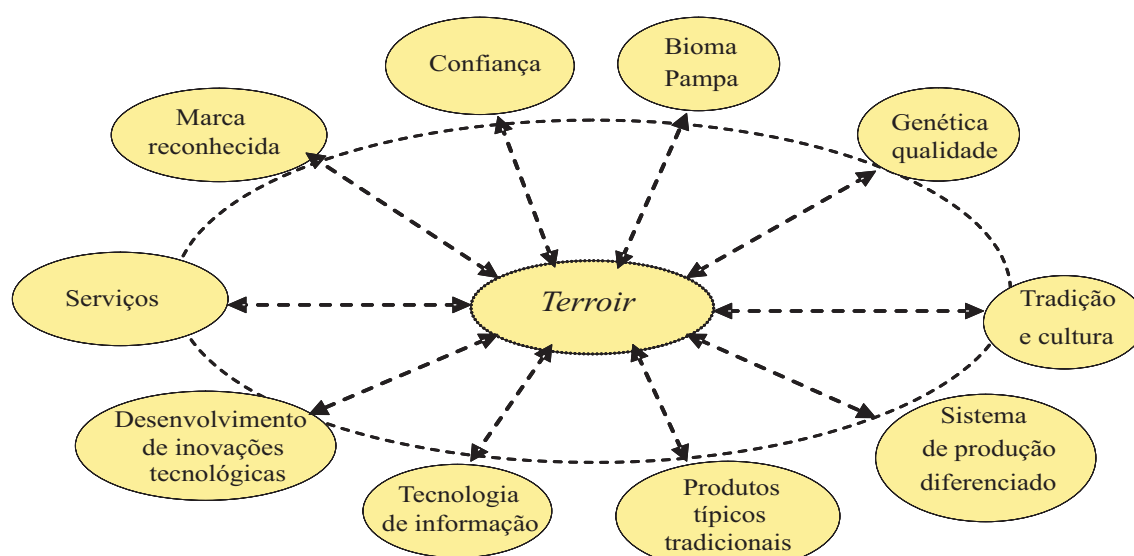 Confiança
Bioma
Pampa
Marca
reconhecida
Genética
qualidade
Serviços
Terroir
Tradição
e cultura
Desenvolvimento
de inovações
tecnológicas
Tecnologia
de informação
Produtos
típicos
tradicionais
Sistema
de produção
diferenciado